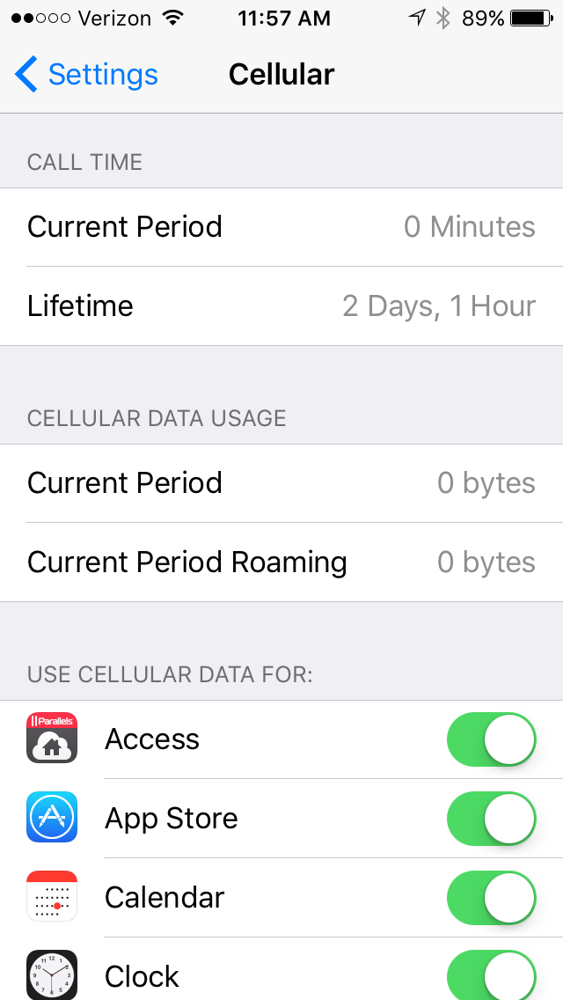 Verizon 11:57 AM 89%
Settings Cellular
CALL TIME
Current Period 0 Minutes
Lifetime 2 Days, 1 Hour
CELLULAR DATA USAGE
Current Period 0 bytes
Current Period Roaming 0 bytes
USE CELLULAR DATA FOR:
Parallels
Access
App Store
Calendar
Clock